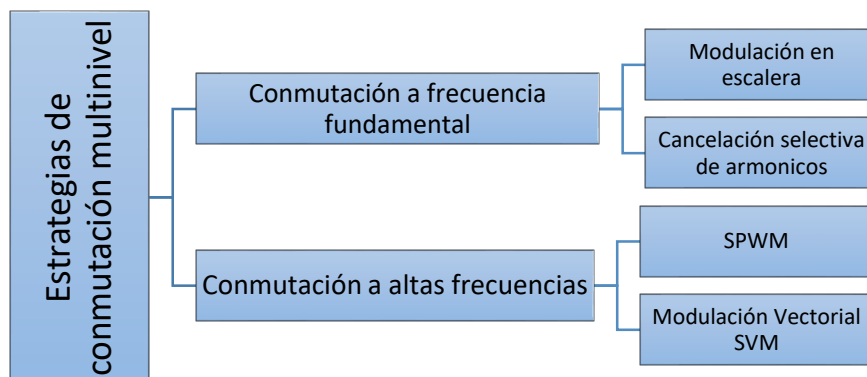 Estrategias de
conmutación multinivel
Conmutación a frecuencia
fundamental
Modulación en
escalera
Cancelación selectiva
de armonicos
Conmutación a altas frecuencias
SPWM
Modulación Vectorial
SVM